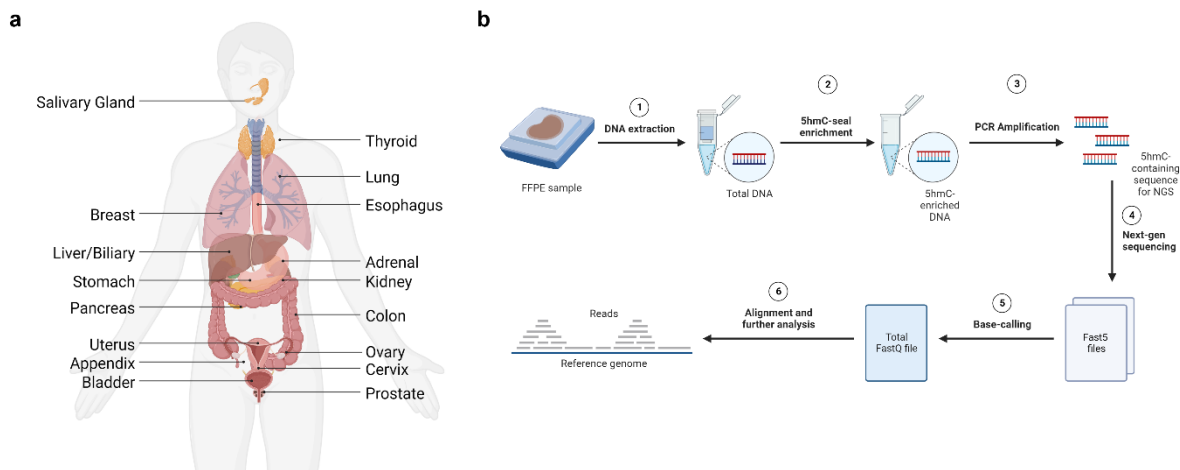 a
Salivary Gland
Thyroid
Lung
Esophagus
Breast
Liver/Biliary
Adrenal
Stomach
Kidney
Pancreas
Colon
Uterus
Ovary
Appendix
Cervix
Bladder
Prostate
b
FFPE sample
1
DNA extraction
Total DNA
2
5hmC-seal
enrichment
5hmC-
enriched
DNA
3
PCR Amplification
5hmC-
containing
sequence
for NGS
4
Next-gen
sequencing
Fast5
files
5
Base-calling
Total
FastQ file
6
Alignment and
further analysis
Reads
Reference genome